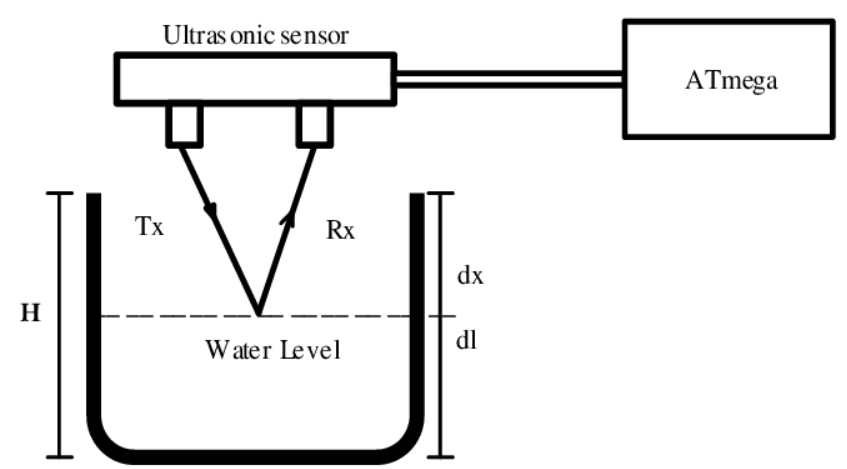 Ultrasonic sensor
ATmega
Tx
Rx
dx
H
Water Level
dl